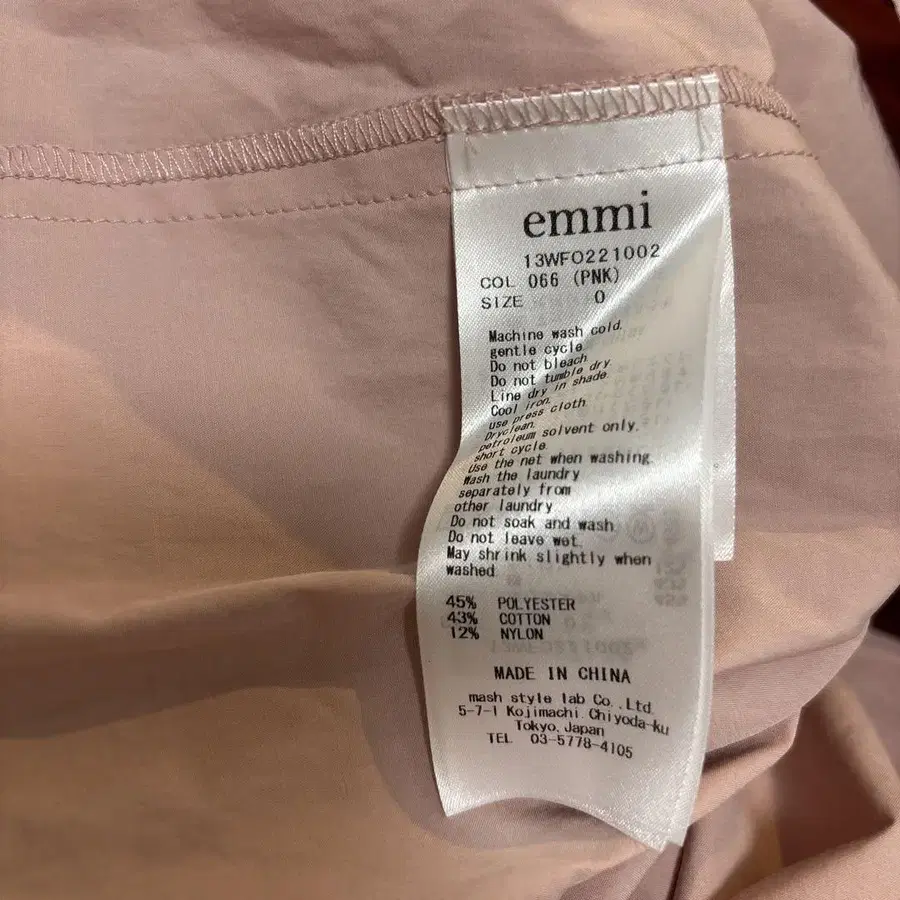 emmi
13WFO221002
COL 066 (PNK)
SIZE 0
Machine wash cold.
gentle cycle
Do not bleach.
Do not tumble dry.
Line dry in shade.
Cool iron.
use press cloth
Dryclean.
petroleum solvent only.
short cycle
Use the net when washing.
Wash the laundry
separately from
other laundry
Do not soak and wash.
Do not leave wet.
May shrink slightly when
washed
45% POLYESTER
43% COTTON
12% NYLON
MADE IN CHINA
mash style lab Co.,Ltd.
5-7-1 Kojimachi Chiyoda-ku
Tokyo, Japan
TEL 03-5778-4105